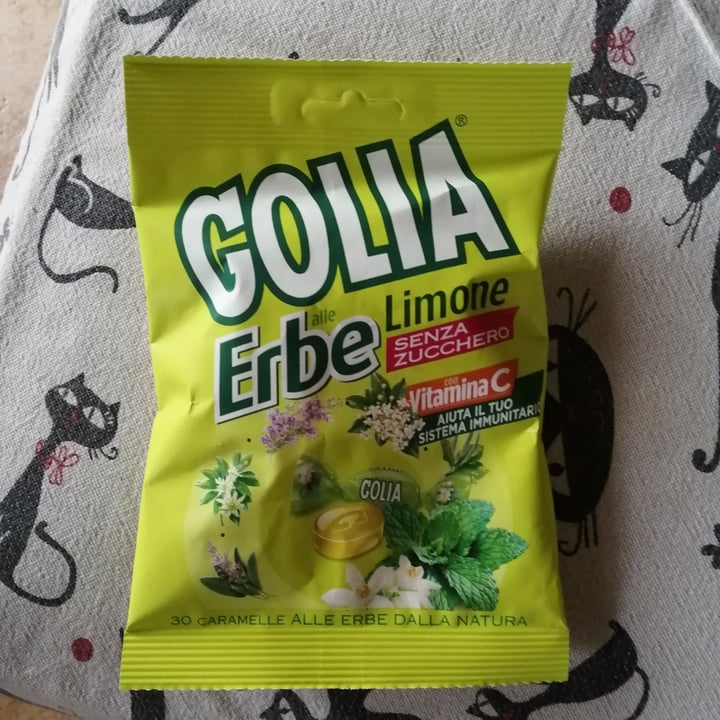 GOLIA®
alle
Erbe
Limone
SENZA
ZUCCHERO
con
Vitamina C
AIUTA IL TUO
SISTEMA IMMUNITARIO
GOLIA
30 CARAMELLE ALLE ERBE DALLA NATURA